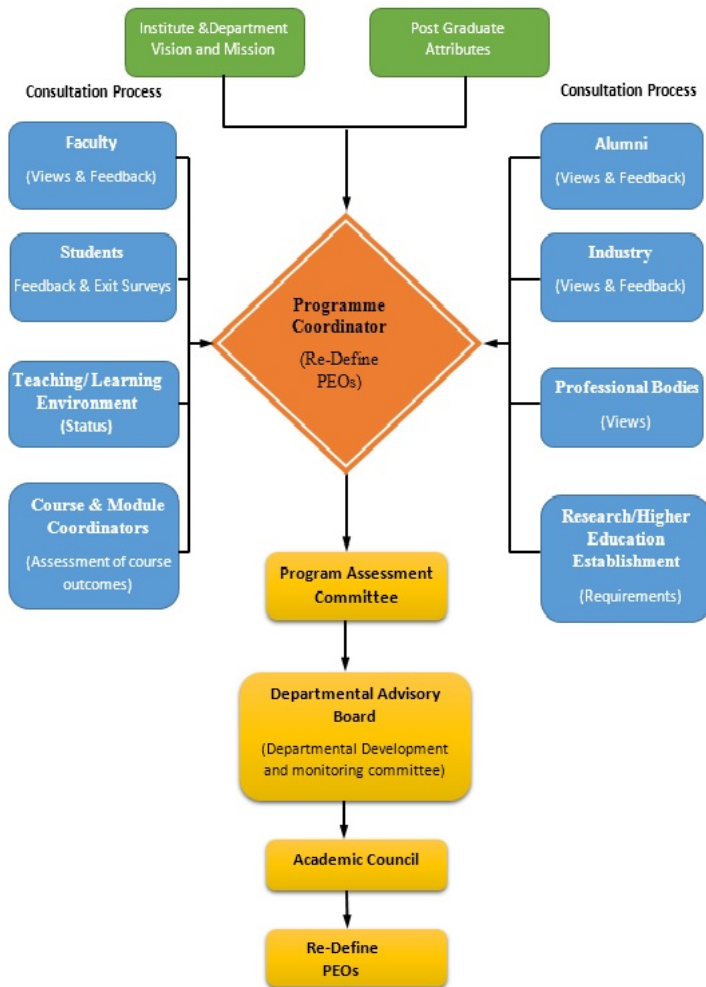 Institute &Department
Vision and Mission
Post Graduate
Attributes
Consultation Process
Consultation Process
Faculty
(Views & Feedback)
Students
Feedback & Exit Surveys
Teaching/ Learning
Environment
(Status)
Course & Module
Coordinators
(Assessment of course
outcomes)
Programme
Coordinator
(Re-Define
PEOs)
Alumni
(Views & Feedback)
Industry
(Views & Feedback)
Professional Bodies
(Views)
Research/Higher
Education
Establishment
(Requirements)
Program Assessment
Committee
Departmental Advisory
Board
(Departmental Development
and monitoring committee)
Academic Council
Re-Define
PEOs